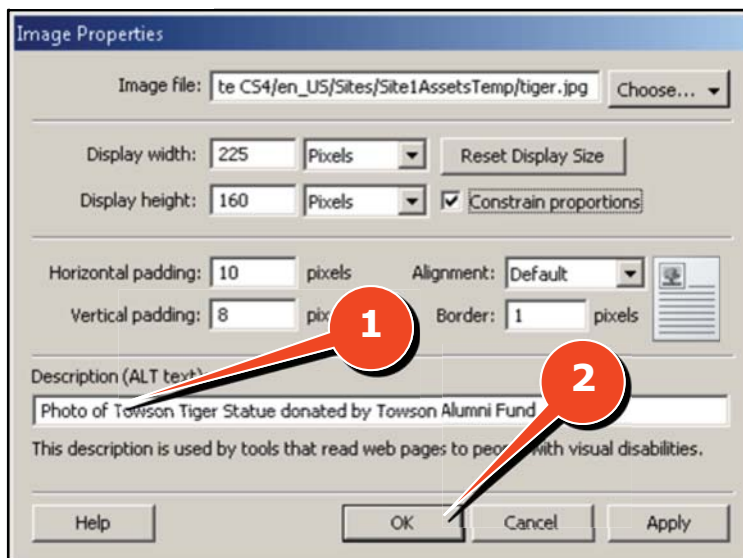 Image Properties
Image file: te CS4/en_US/Sites/Site1AssetsTemp/tiger.jpg Choose...
Display width: 225 Pixels Reset Display Size
Display height: 160 Pixels Constrain proportions
Horizontal padding: 10 pixels Alignment: Default
Vertical padding: 8 Border: 1 pixels
1
Description (ALT text)
2
Photo of Towson Tiger Statue donated by Towson Alumni Fund
This description is used by tools that read web pages to people with visual disabilities.
Help OK Cancel Apply